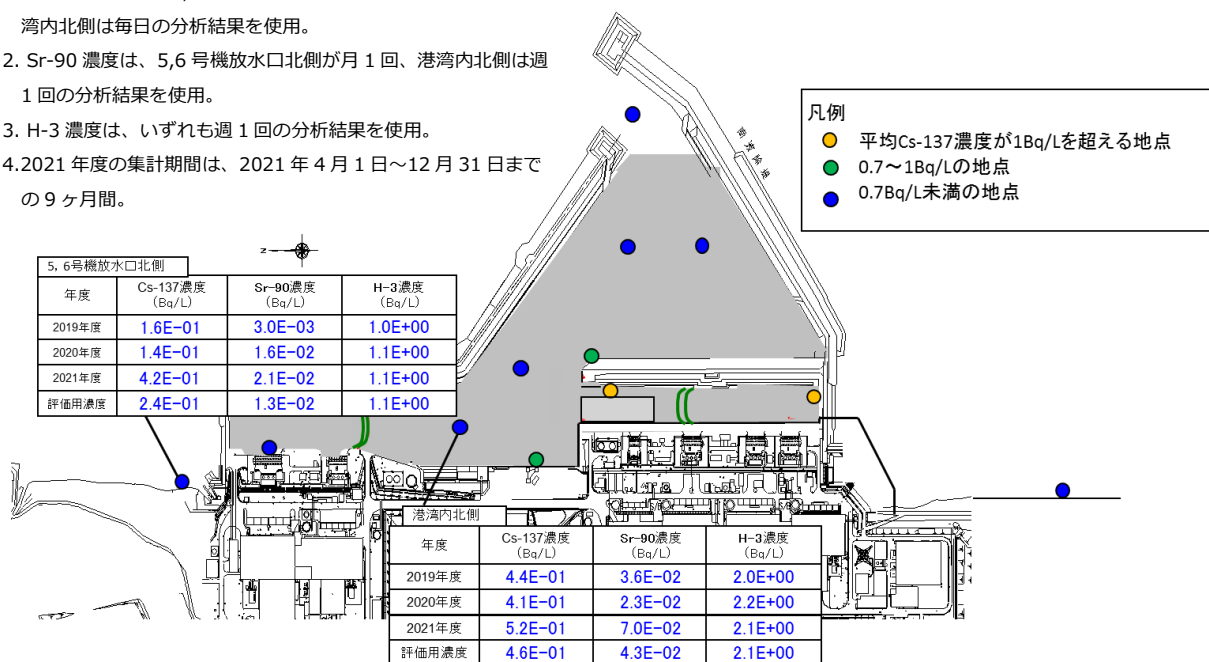 湾内北側は毎日の分析結果を使用。
2. Sr-90 濃度は、5,6 号機放水口北側が月 1 回、港湾内北側は週
1 回の分析結果を使用。
3. H-3 濃度は、いずれも週 1 回の分析結果を使用。
4.2021 年度の集計期間は、2021 年 4 月 1 日～12 月 31 日まで
の 9 ヶ月間。
凡例
平均Cs-137濃度が1Bq/Lを超える地点
0.7～1Bq/Lの地点
0.7Bq/L未満の地点
南東防波堤
Z
5, 6号機放水口北側
年度 Cs-137濃度 (Bq/L) Sr-90濃度 (Bq/L) H-3濃度 (Bq/L)
2019年度 1.6E-01 3.0E-03 1.0E+00
2020年度 1.4E-01 1.6E-02 1.1E+00
2021年度 4.2E-01 2.1E-02 1.1E+00
評価用濃度 2.4E-01 1.3E-02 1.1E+00
港湾内北側
年度 Cs-137濃度 (Bq/L) Sr-90濃度 (Bq/L) H-3濃度 (Bq/L)
2019年度 4.4E-01 3.6E-02 2.0E+00
2020年度 4.1E-01 2.3E-02 2.2E+00
2021年度 5.2E-01 7.0E-02 2.1E+00
評価用濃度 4.6E-01 4.3E-02 2.1E+00